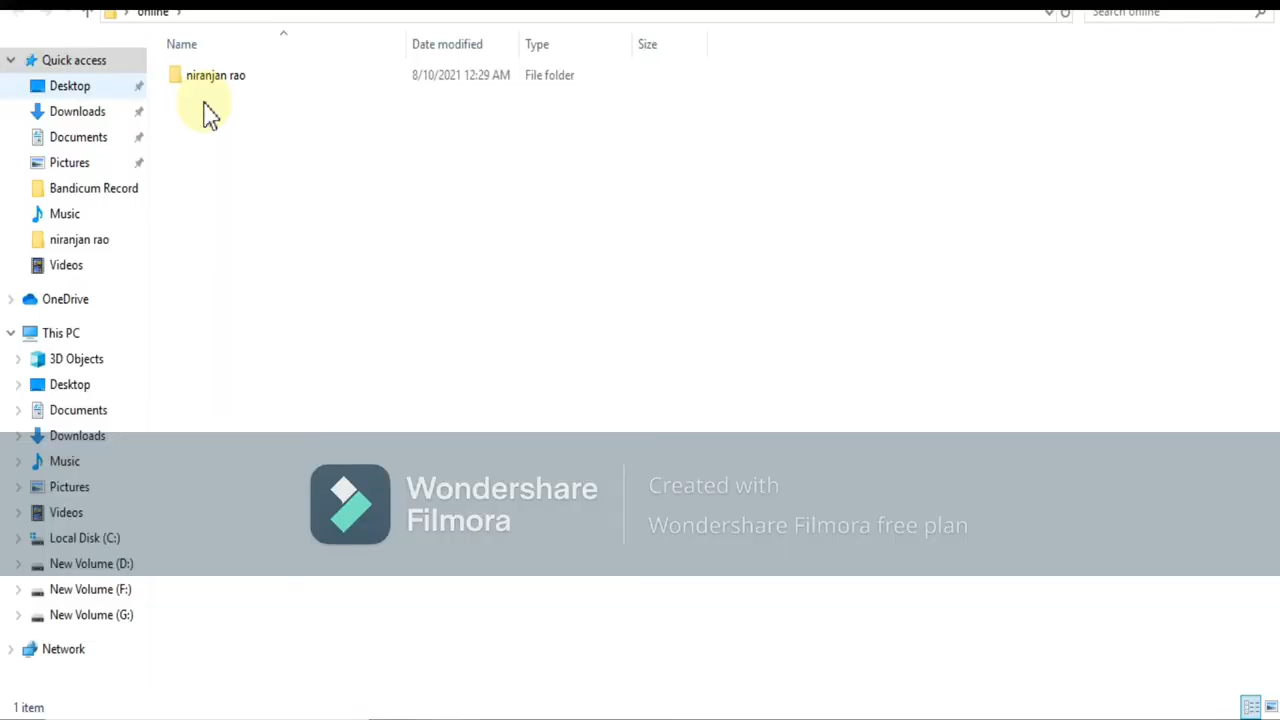 online
Search online
Name
Date modified
Type
Size
niranjan rao
8/10/2021 12:29 AM
File folder
Quick access
Desktop
Downloads
Documents
Pictures
Bandicum Record
Music
niranjan rao
Videos
OneDrive
This PC
3D Objects
Desktop
Documents
Downloads
Music
Pictures
Videos
Local Disk (C:)
New Volume (D:)
New Volume (F:)
New Volume (G:)
Network
Wondershare
Filmora
Created with
Wondershare Filmora free plan
1 item